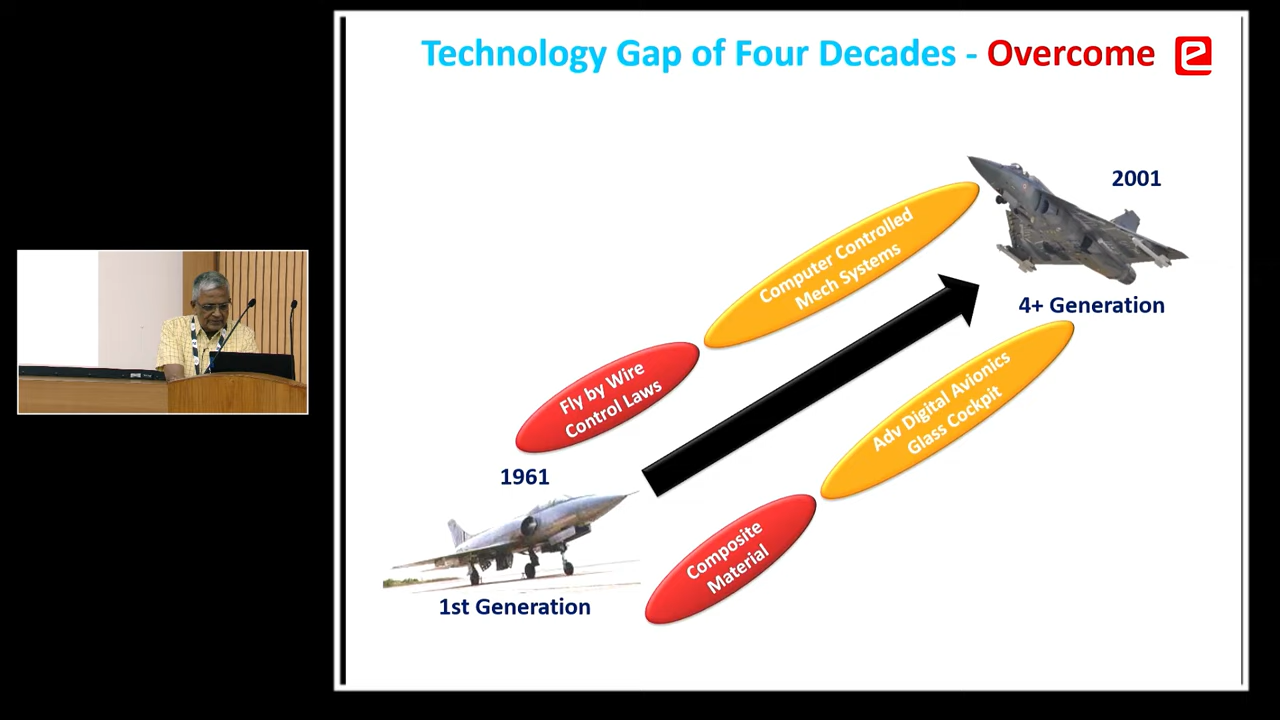 Technology Gap of Four Decades - Overcome
2001
4+ Generation
Computer Controlled
Mech Systems
Fly by Wire
Control Laws
Adv Digital Avionics
Glass Cockpit
1961
1st Generation
Composite
Material